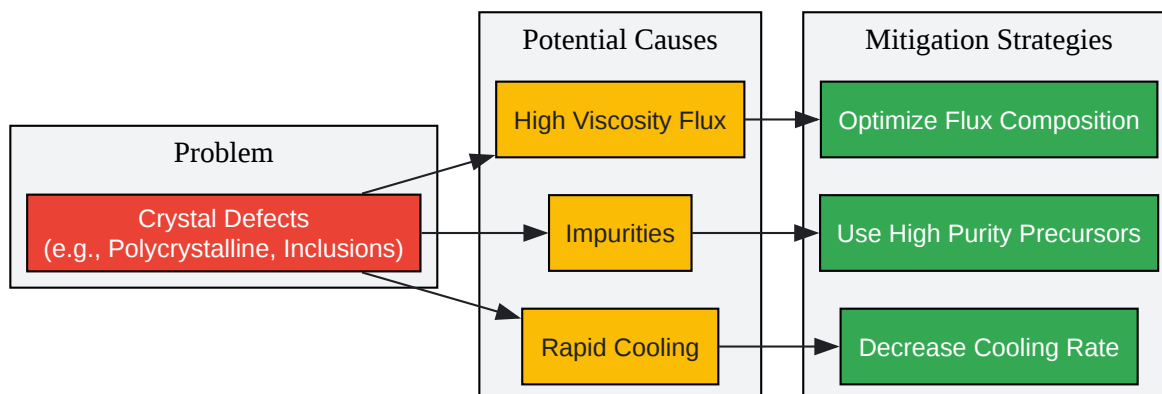 Problem
Crystal Defects
(e.g., Polycrystalline, Inclusions)
Potential Causes
High Viscosity Flux
Impurities
Rapid Cooling
Mitigation Strategies
Optimize Flux Composition
Use High Purity Precursors
Decrease Cooling Rate